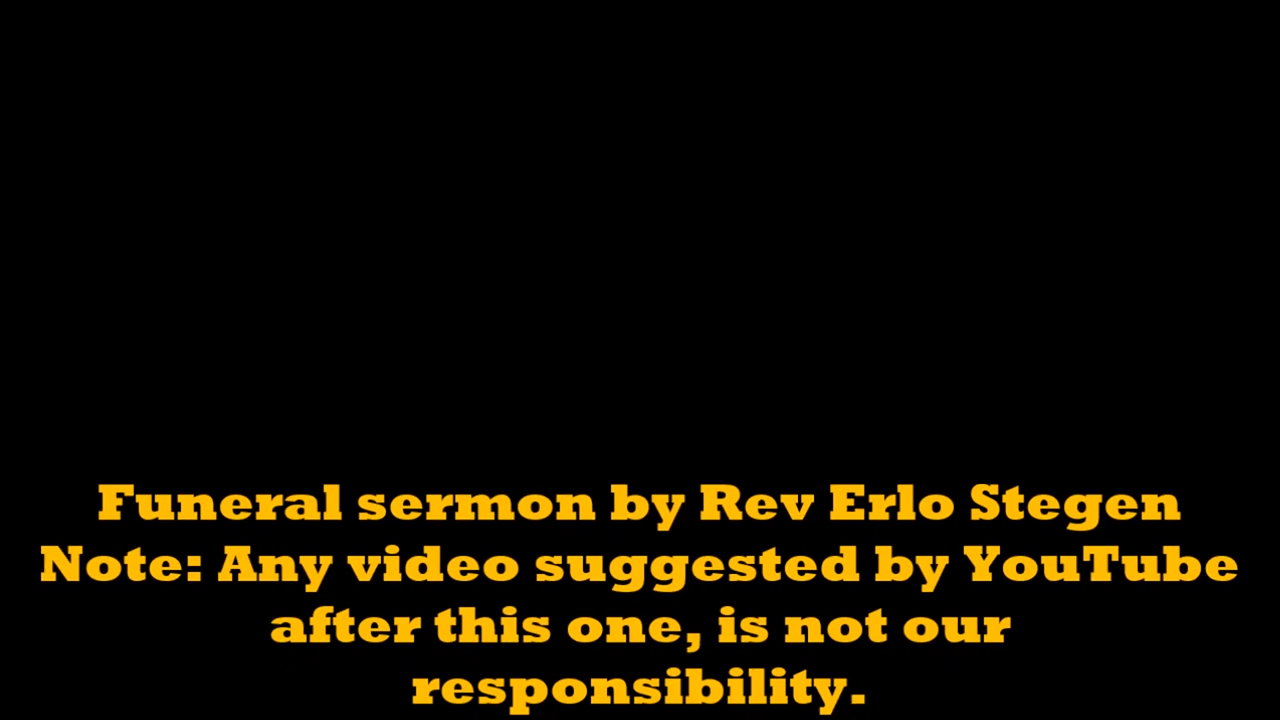 Funeral sermon by Rev Erlo Stegen
Note: Any video suggested by YouTube
after this one, is not our
responsibility.